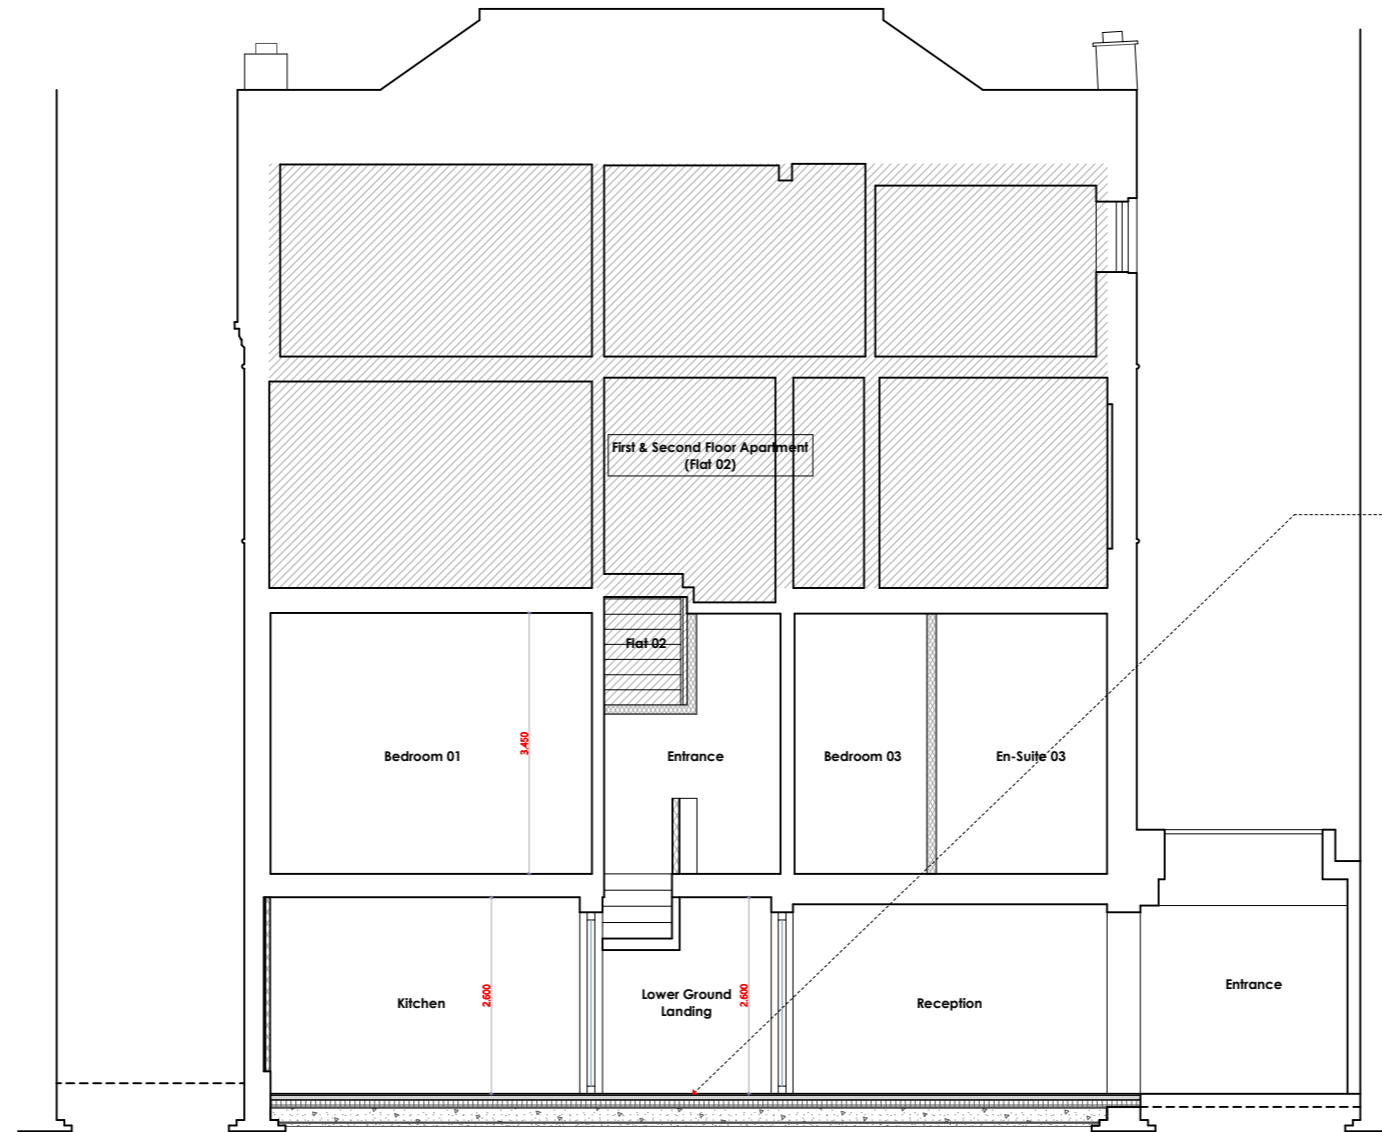 First & Second Floor Apartment
(Flat 02)
Flat 02
3.450
Bedroom 01
Entrance
Bedroom 03
En-Suite 03
Kitchen
2.600
Lower Ground
Landing
2.600
Reception
Entrance